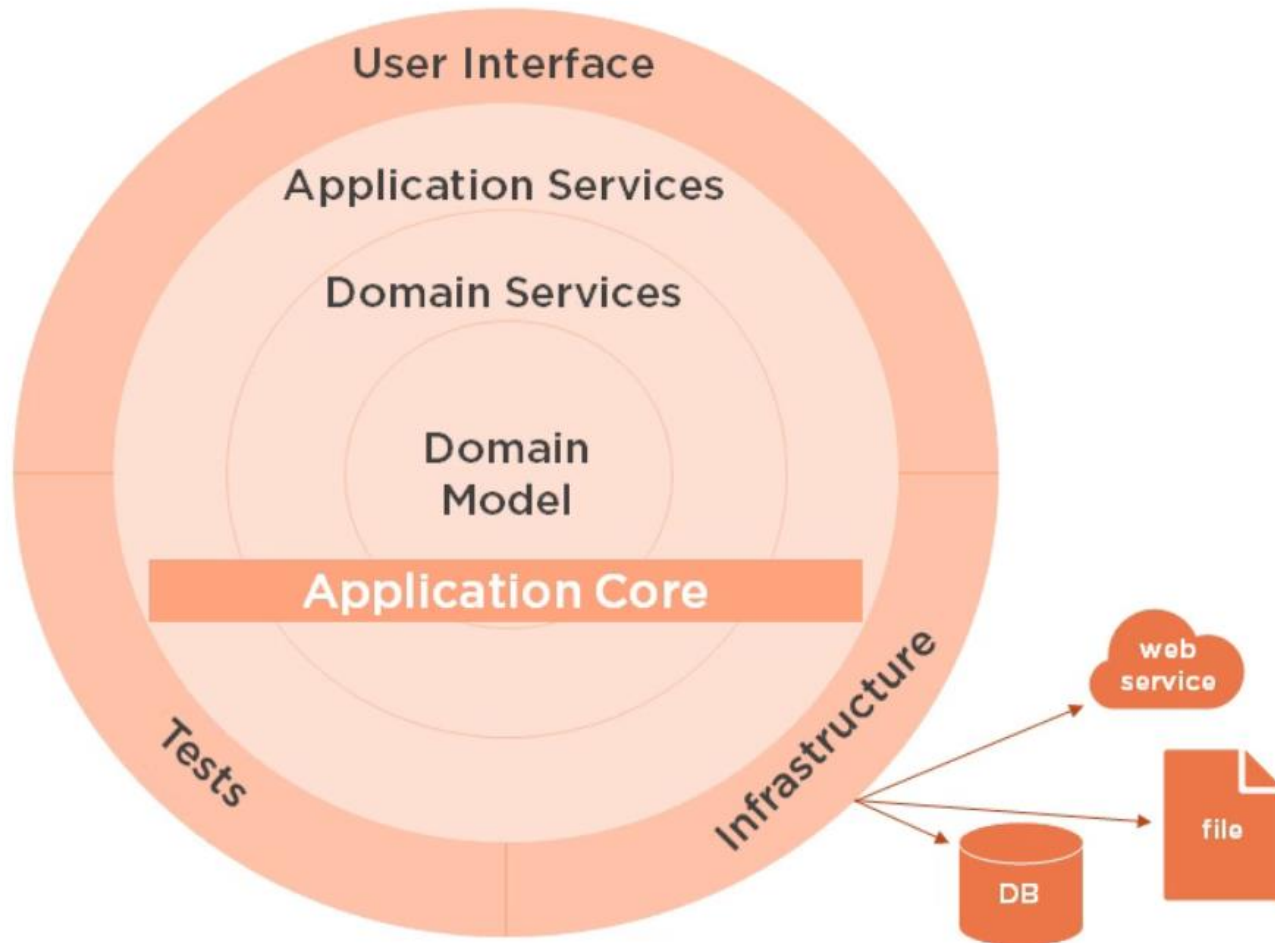 User Interface
Application Services
Domain Services
Domain
Model
Application Core
Tests
Infrastructure
web
service
file
DB